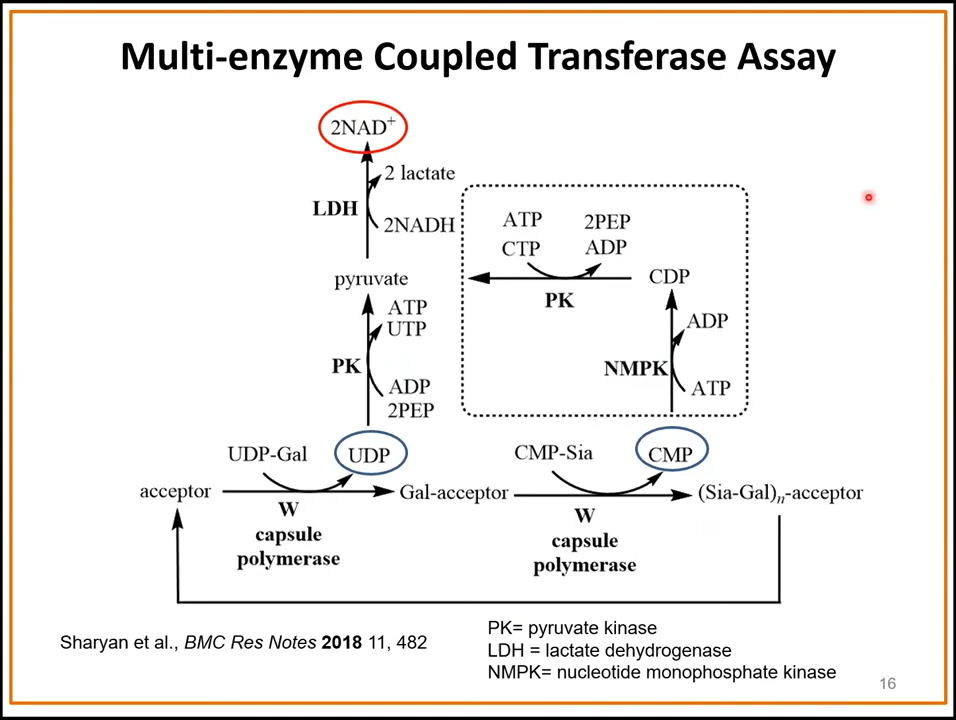 Multi-enzyme Coupled Transferase Assay
2NAD+
2 lactate
LDH
2NADH
pyruvate
ATP
UTP
PK
ADP
2PEP
ATP 2PEP
CTP ADP
CDP
PK
ADP
NMPK
ATP
UDP-Gal UDP CMP-Sia CMP
acceptor Gal-acceptor (Sia-Gal)n-acceptor
W
capsule
polymerase
W
capsule
polymerase
Sharyan et al., BMC Res Notes 2018 11, 482
PK= pyruvate kinase
LDH = lactate dehydrogenase
NMPK= nucleotide monophosphate kinase
16